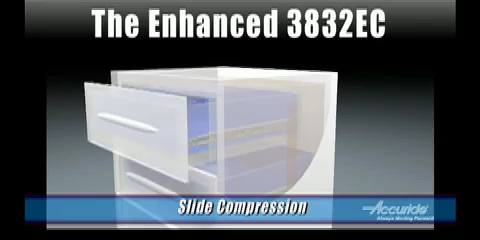 The Enhanced 3832EC
Slide Compression
Accuride
Always Moving Forward